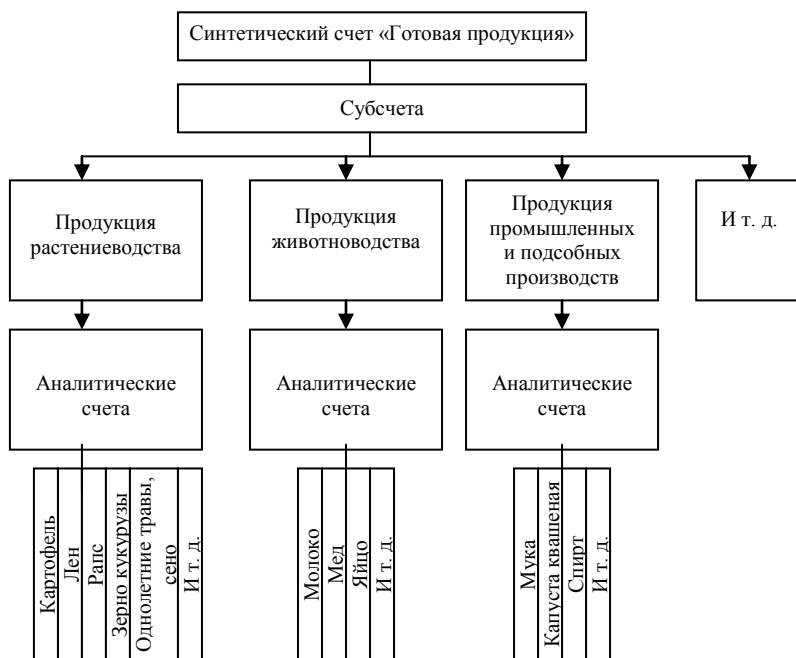 Синтетический счет «Готовая продукция»
Субсчета
Продукция
растениеводства
Продукция
животноводства
Продукция
промышленных
и подсобных
производств
И т. д.
Аналитические
счета
Аналитические
счета
Аналитические
счета
Картофель
Лен
Рапс
Зерно кукурузы
Однолетние травы,
сено
И т. д.
Молоко
Мед
Яйцо
И т. д.
Мука
Капуста квашеная
Спирт
И т. д.